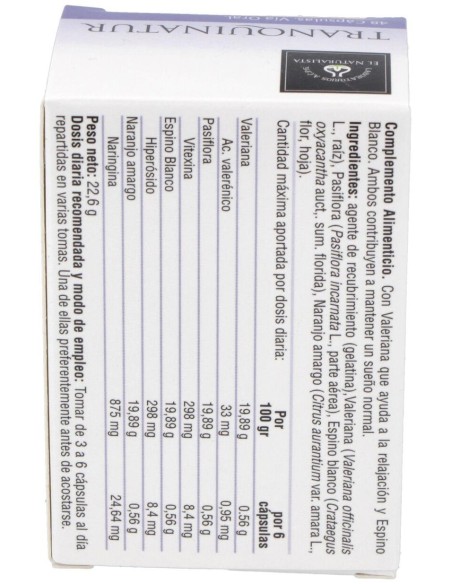 TRANQUINATUR
48 Cápsulas. Vía Oral
EL NATURALISTA
Complemento Alimenticio. Con Valeriana que ayuda a la relajación y Espino
Blanco. Ambos contribuyen a mantener un sueño normal.
Ingredientes: agente de recubrimiento (gelatina),Valeriana (Valeriana officinalis
L., raíz), Pasiflora (Pasiflora incarnata L., parte aérea), Espino blanco (Crataegus
oxyacantha auct,. sum. florida), Naranjo amargo (Citrus aurantium var. amara L.,
flor, hoja).
Cantidad máxima aportada por dosis diaria:
Por por 6
100 gr cápsulas
Valeriana 19,89 g 0,56 g
Ac. valerénico 33 mg 0,95 mg
Pasiflora 19,89 g 0,56 g
Vitexina 298 mg 8,4 mg
Espino Blanco 19,89 g 0,56 g
Hiperósido 298 mg 8,4 mg
Naranjo amargo 19,89 g 0,56 g
Naringina 875 mg 24,64 mg
Peso neto: 22,6 g
Dosis diaria recomendada y modo de empleo: Tomar de 3 a 6 cápsulas al día
repartidas en varias tomas. Una de ellas preferentemente antes de acostarse.